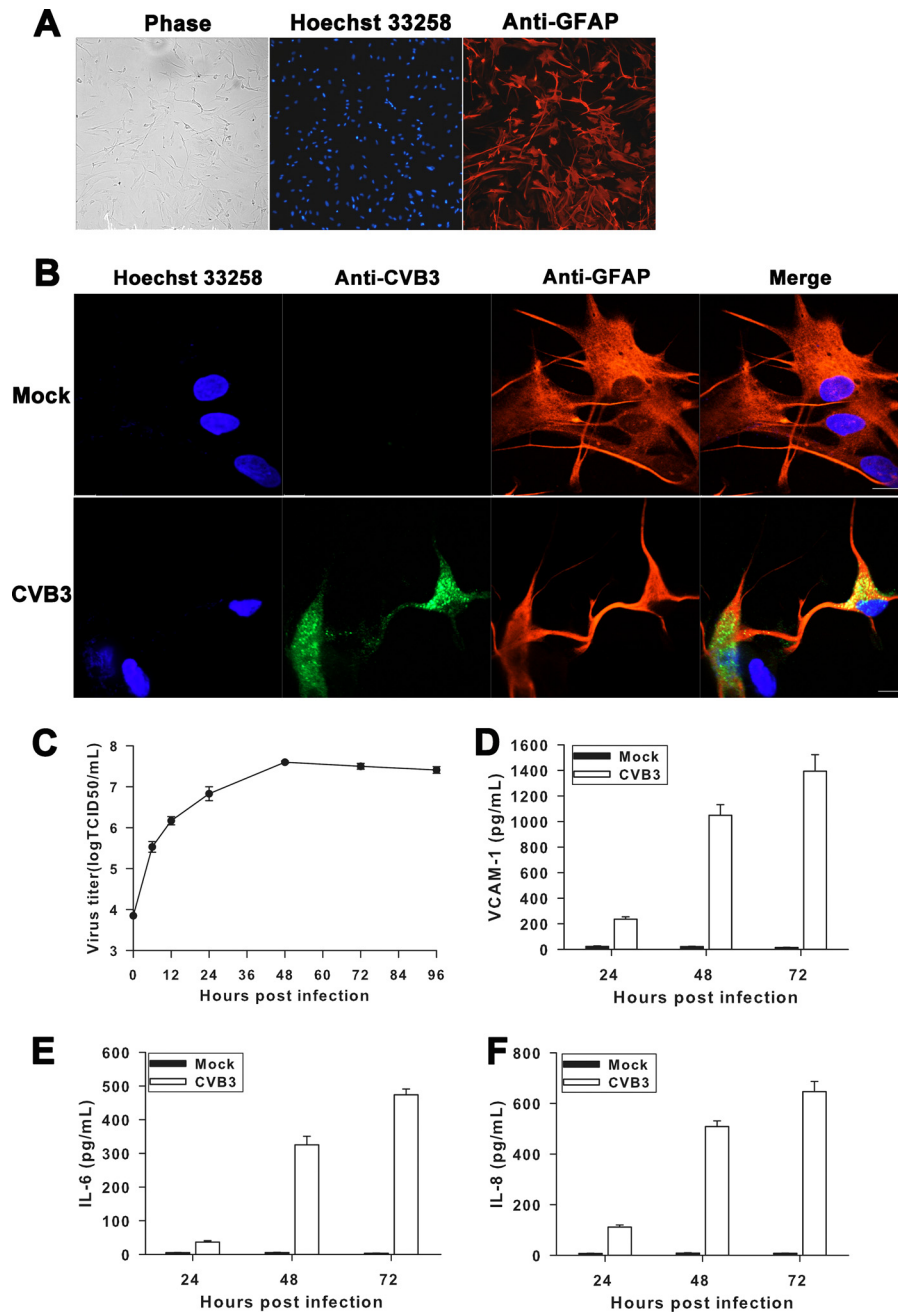 A
Phase Hoechst 33258 Anti-GFAP
B
Hoechst 33258 Anti-CVB3 Anti-GFAP Merge
Mock
CVB3
C
Virus titer(logTCID50/mL)
8
7
6
5
4
3
0 12 24 36 48 60 72 84 96
Hours post infection
D
VCAM-1 (pg/mL)
Mock
CVB3
1600
1400
1200
1000
800
600
400
200
0
24 48 72
Hours post infection
E
IL-6 (pg/mL)
Mock
CVB3
600
500
400
300
200
100
0
24 48 72
Hours post infection
F
IL-8 (pg/mL)
Mock
CVB3
800
600
400
200
0
24 48 72
Hours post infection